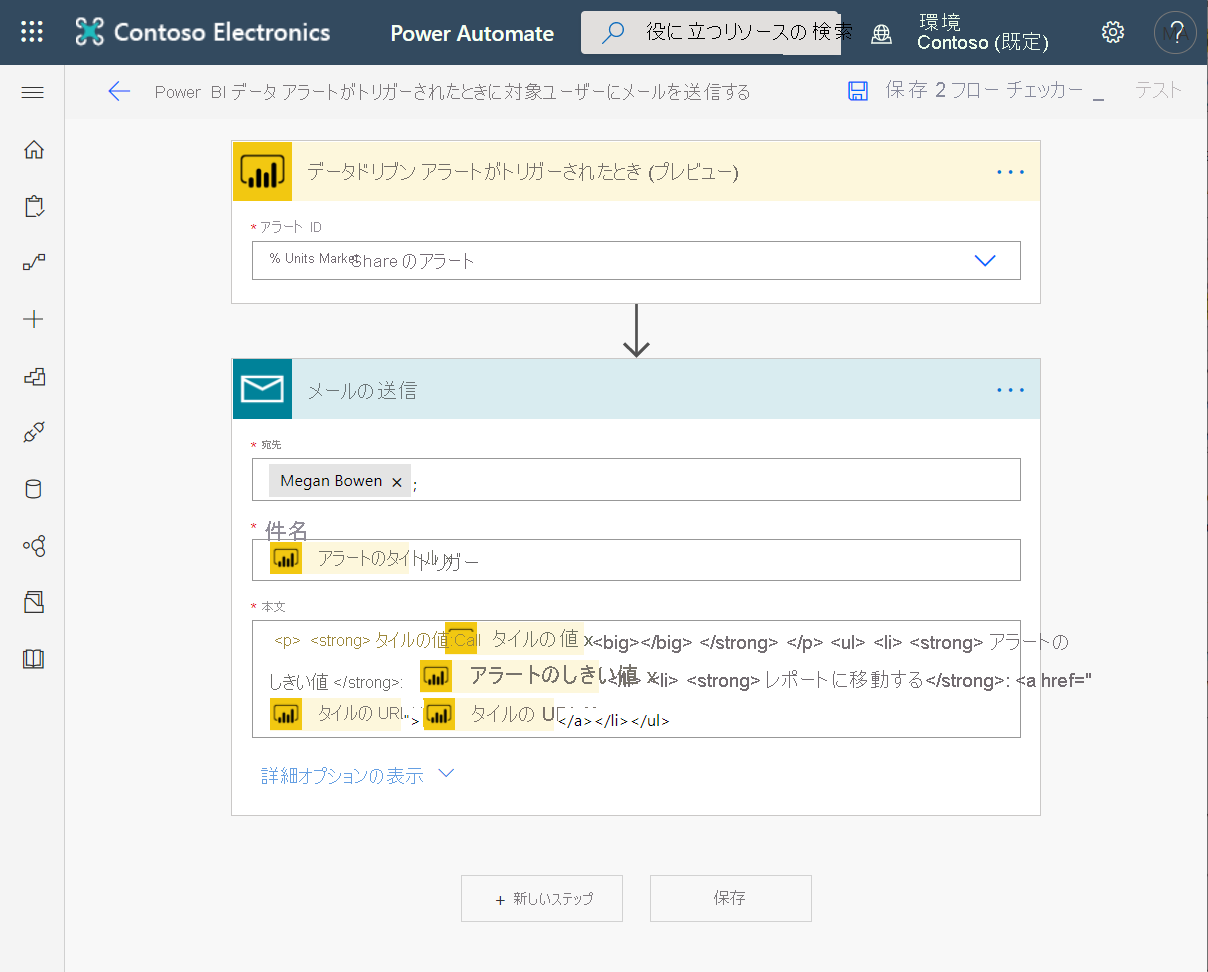 Contoso Electronics Power Automate 役に立つリソースの検索 環境
Contoso (既定) ?
Power BI データ アラートがトリガーされたときに対象ユーザーにメールを送信する 保存 2 フロー チェッカー _ テスト
データドリブン アラートがトリガーされたとき (プレビュー)
* アラート ID
% Units Market Share のアラート
メールの送信
* 宛先
Megan Bowen × ;
* 件名
アラートのタイトル トリガー
* 本文
<p> <strong> タイルの値:Call タイルの値 x<big></big> </strong> </p> <ul> <li> <strong> アラートの
しきい値 </strong>: アラートのしきい値 x</li> <li> <strong> レポートに移動する</strong>: <a href="
タイルの URL "> タイルの </a></li></ul>
詳細オプションの表示
+ 新しいステップ 保存